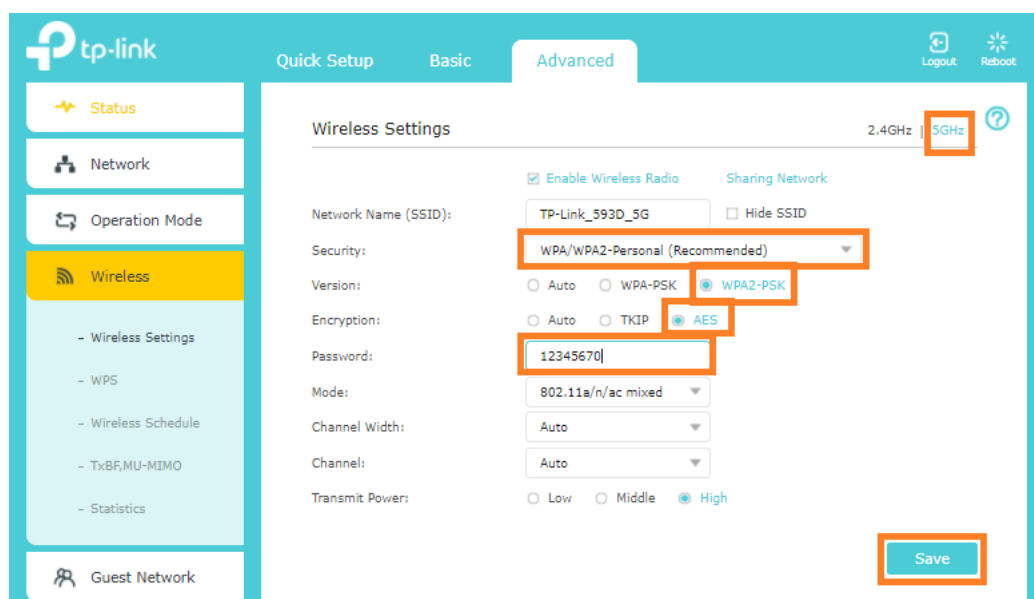 tp-link
Quick Setup Basic Advanced Logout Reboot
Status
Network
Operation Mode
Wireless
- Wireless Settings
- WPS
- Wireless Schedule
- TxBF,MU-MIMO
- Statistics
Guest Network
Wireless Settings 2.4GHz | 5GHz ?
Enable Wireless Radio Sharing Network
Network Name (SSID): TP-Link_593D_5G Hide SSID
Security: WPA/WPA2-Personal (Recommended)
Version: Auto WPA-PSK WPA2-PSK
Encryption: Auto TKIP AES
Password: 12345670
Mode: 802.11a/n/ac mixed
Channel Width: Auto
Channel: Auto
Transmit Power: Low Middle High
Save